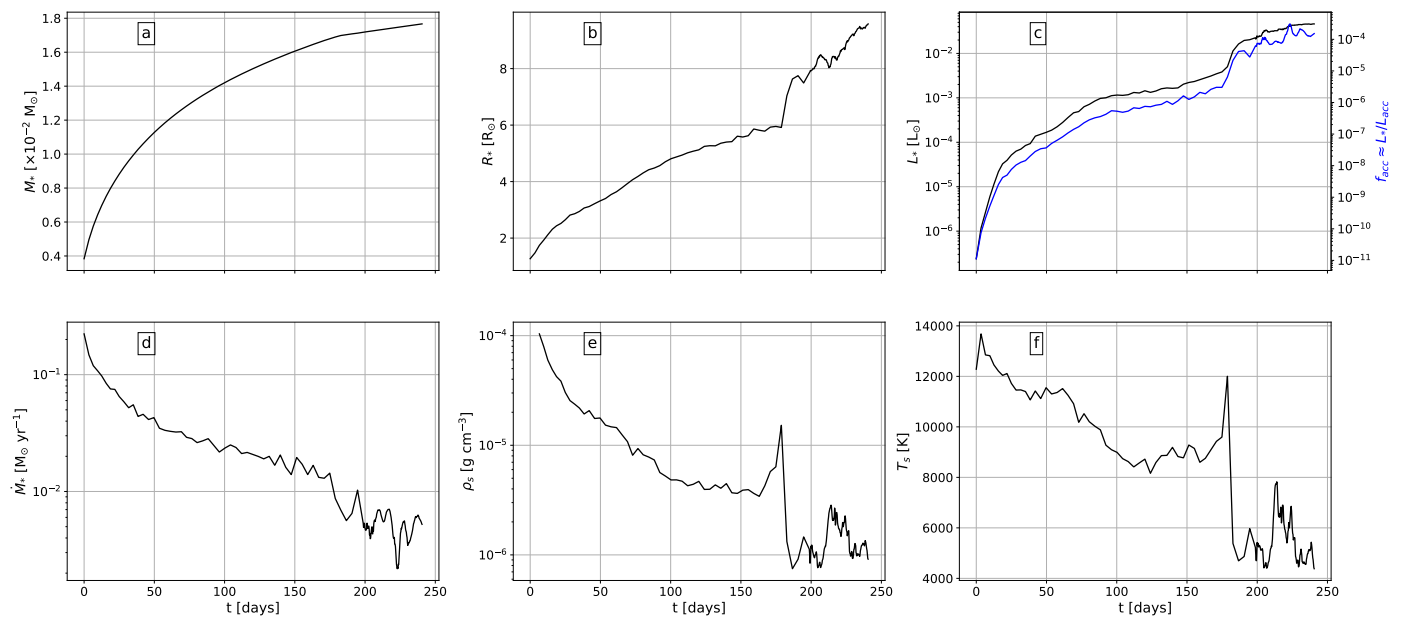 a
1.8
1.6
1.4
1.2
1.0
0.8
0.6
0.4
M* [×10⁻² M⊙]
b
8
6
4
2
R* [R⊙]
c
10⁻²
10⁻³
10⁻⁴
10⁻⁵
10⁻⁶
L* [L⊙]
10⁻⁴
10⁻⁵
10⁻⁶
10⁻⁷
10⁻⁸
10⁻⁹
10⁻¹⁰
10⁻¹¹
f_acc ≈ L*/L_acc
d
10⁻¹
10⁻²
Ṁ* [M⊙ yr⁻¹]
0 50 100 150 200 250
t [days]
e
10⁻⁴
10⁻⁵
10⁻⁶
ρₛ [g cm⁻³]
0 50 100 150 200 250
t [days]
f
14000
12000
10000
8000
6000
4000
Tₛ [K]
0 50 100 150 200 250
t [days]